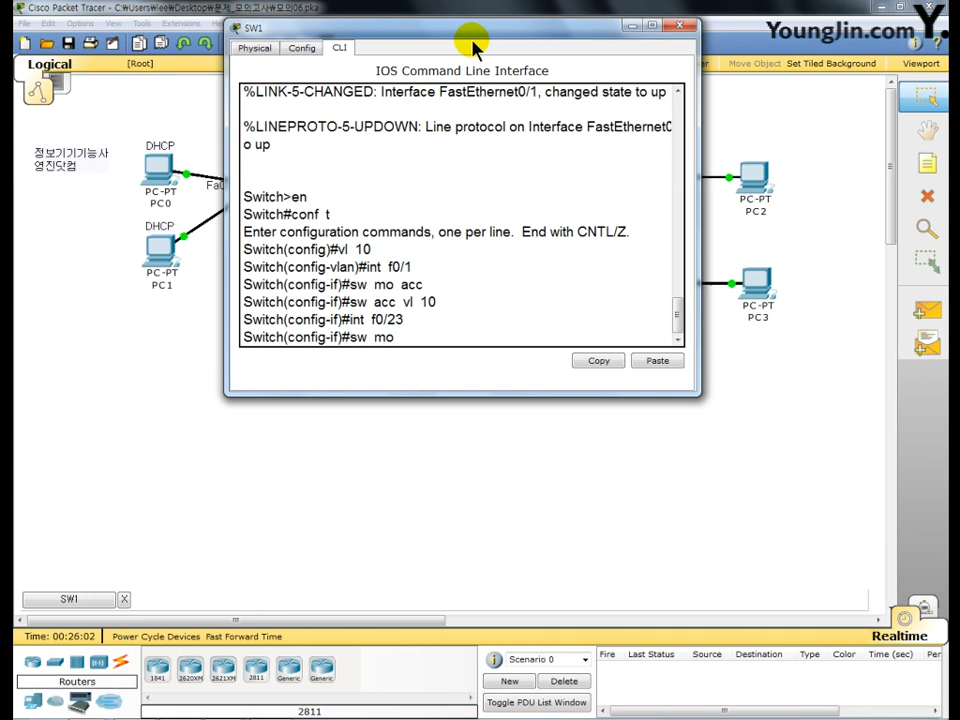 Cisco Packet Tracer - C:\Users\lee\Desktop\문제_모의고사\모의06.pka
YoungJin.com Y.
File Edit Options View Tools Extensions
SW1
Physical Config CLI
IOS Command Line Interface
%LINK-5-CHANGED: Interface FastEthernet0/1, changed state to up
%LINEPROTO-5-UPDOWN: Line protocol on Interface FastEthernet0
o up
Switch>en
Switch#conf t
Enter configuration commands, one per line. End with CNTL/Z.
Switch(config)#vl 10
Switch(config-vlan)#int f0/1
Switch(config-if)#sw mo acc
Switch(config-if)#sw acc vl 10
Switch(config-if)#int f0/23
Switch(config-if)#sw mo
Copy Paste
Logical [Root] Move Object Set Tiled Background Viewport
정보기기기능사
영진닷컴
DHCP
PC-PT
PC0
Fa0
DHCP
PC-PT
PC1
PC-PT
PC2
PC-PT
PC3
SW1 X
Time: 00:26:02 Power Cycle Devices Fast Forward Time Realtime
Routers
1841 2620XM 2621XM 2811 Generic Generic
2811
Scenario 0
New Delete
Toggle PDU List Window
Fire Last Status Source Destination Type Color Time (sec) Per